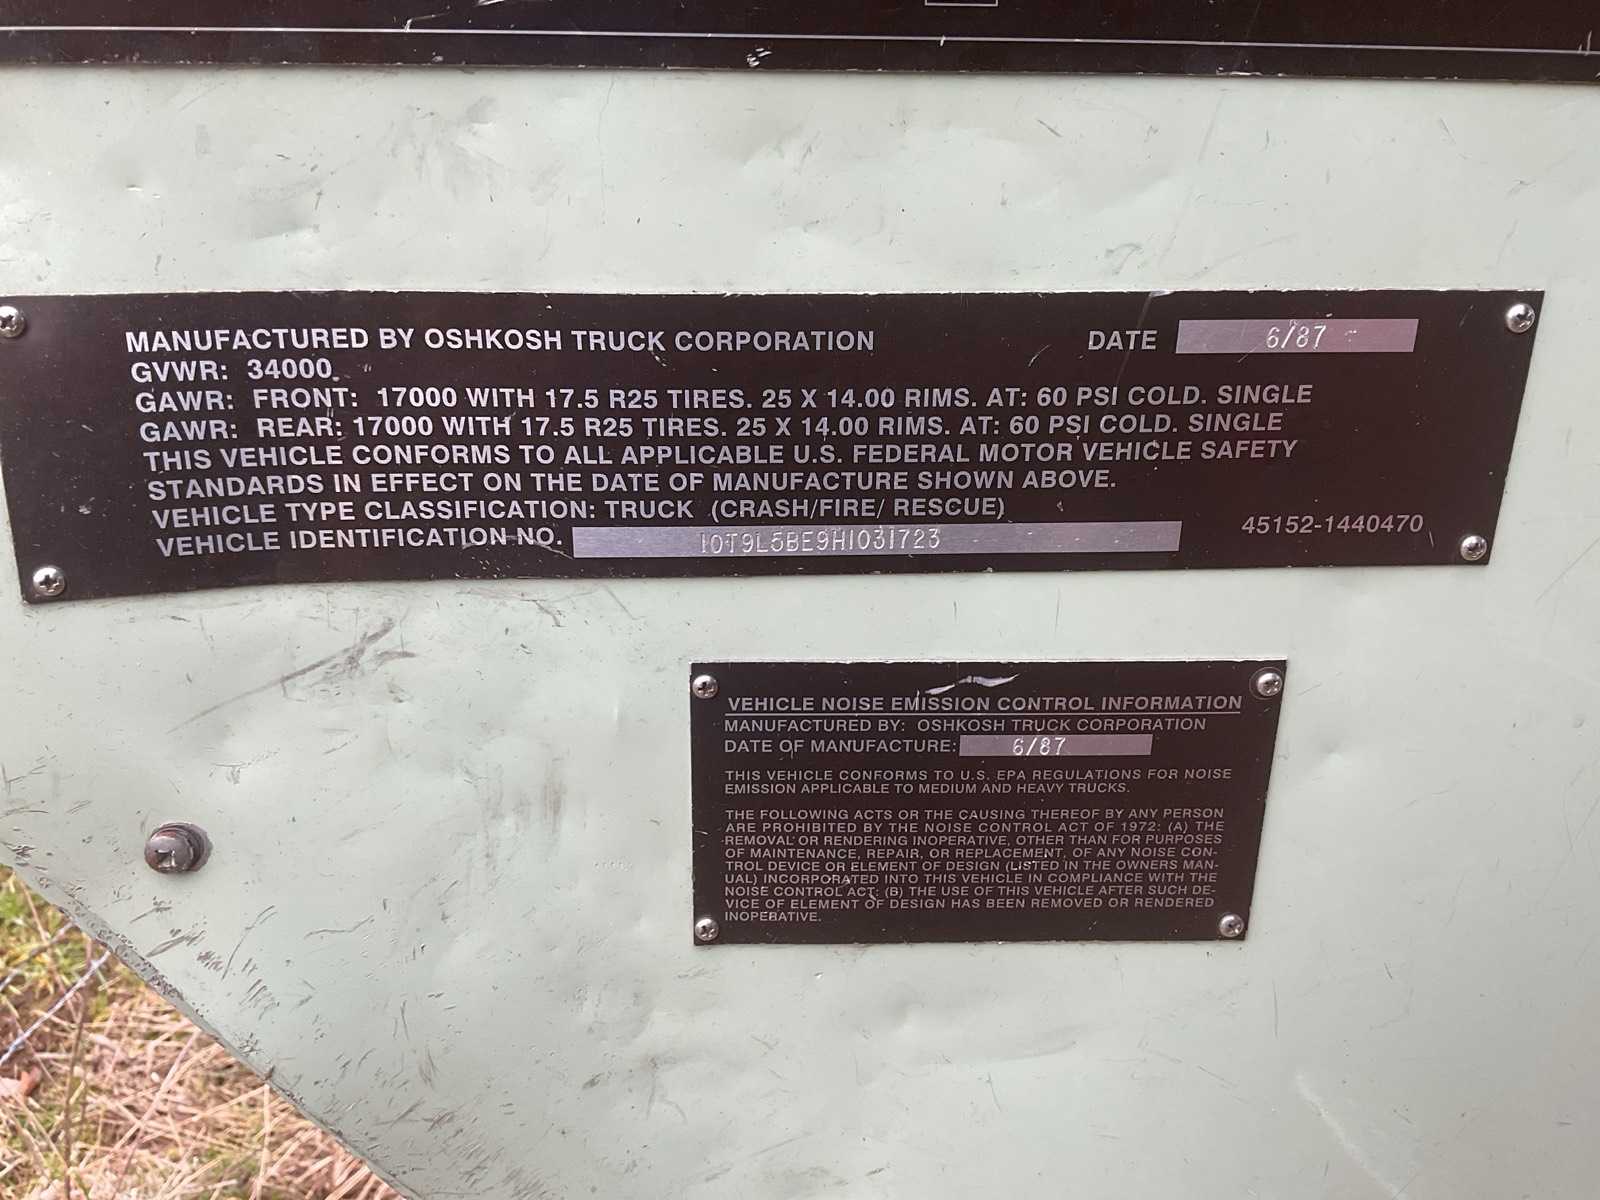 MANUFACTURED BY OSHKOSH TRUCK CORPORATION DATE 6/87
GVWR: 34000
GAWR: FRONT: 17000 WITH 17.5 R25 TIRES. 25 X 14.00 RIMS. AT: 60 PSI COLD. SINGLE
GAWR: REAR: 17000 WITH 17.5 R25 TIRES. 25 X 14.00 RIMS. AT: 60 PSI COLD. SINGLE
THIS VEHICLE CONFORMS TO ALL APPLICABLE U.S. FEDERAL MOTOR VEHICLE SAFETY
STANDARDS IN EFFECT ON THE DATE OF MANUFACTURE SHOWN ABOVE.
VEHICLE TYPE CLASSIFICATION: TRUCK (CRASH/FIRE/ RESCUE)
VEHICLE IDENTIFICATION NO. 10T9L5BE9H1031723 45152-1440470
VEHICLE NOISE EMISSION CONTROL INFORMATION
MANUFACTURED BY: OSHKOSH TRUCK CORPORATION
DATE OF MANUFACTURE: 6/87
THIS VEHICLE CONFORMS TO U.S. EPA REGULATIONS FOR NOISE
EMISSION APPLICABLE TO MEDIUM AND HEAVY TRUCKS.
THE FOLLOWING ACTS OR THE CAUSING THEREOF BY ANY PERSON
ARE PROHIBITED BY THE NOISE CONTROL ACT OF 1972: (A) THE
REMOVAL OR RENDERING INOPERATIVE, OTHER THAN FOR PURPOSES
OF MAINTENANCE, REPAIR, OR REPLACEMENT, OF ANY NOISE CON-
TROL DEVICE OR ELEMENT OF DESIGN (LISTED IN THE OWNERS MAN-
UAL) INCORPORATED INTO THIS VEHICLE IN COMPLIANCE WITH THE
NOISE CONTROL ACT: (B) THE USE OF THIS VEHICLE AFTER SUCH DE-
VICE OF ELEMENT OF DESIGN HAS BEEN REMOVED OR RENDERED
INOPERATIVE.